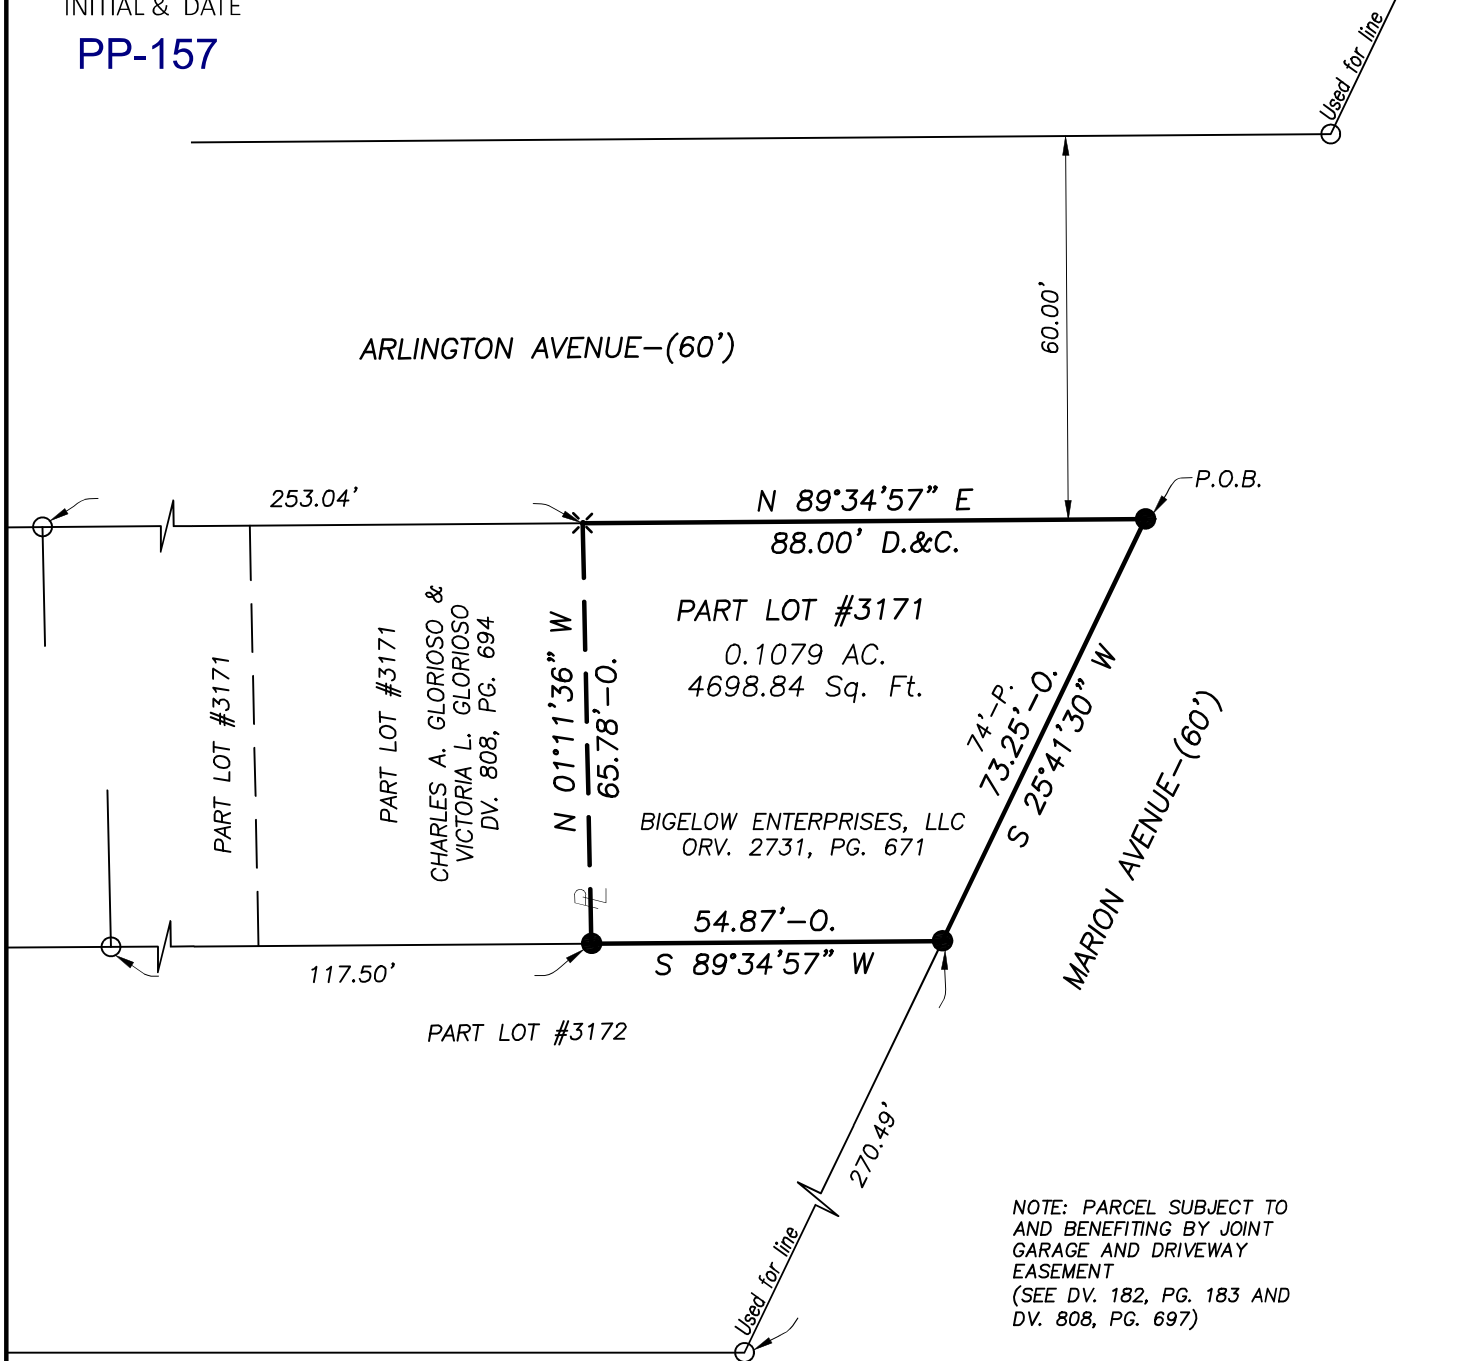 INITIAL & DATE
PP-157
Used for line
60.00'
ARLINGTON AVENUE-(60')
P.O.B.
253.04'
N 89°34'57" E
88.00' D.&C.
PART LOT #3171
PART LOT #3171
CHARLES A. GLORIOSO &
VICTORIA L. GLORIOSO
DV. 808, PG. 694
N 01°11'36" W
65.78'-O.
PART LOT #3171
0.1079 AC.
4698.84 Sq. Ft.
74'-P.
73.25'-O.
S 25°41'30" W
MARION AVENUE-(60')
BIGELOW ENTERPRISES, LLC
ORV. 2731, PG. 671
PL
54.87'-O.
S 89°34'57" W
117.50'
PART LOT #3172
270.49'
Used for line
NOTE: PARCEL SUBJECT TO
AND BENEFITING BY JOINT
GARAGE AND DRIVEWAY
EASEMENT
(SEE DV. 182, PG. 183 AND
DV. 808, PG. 697)